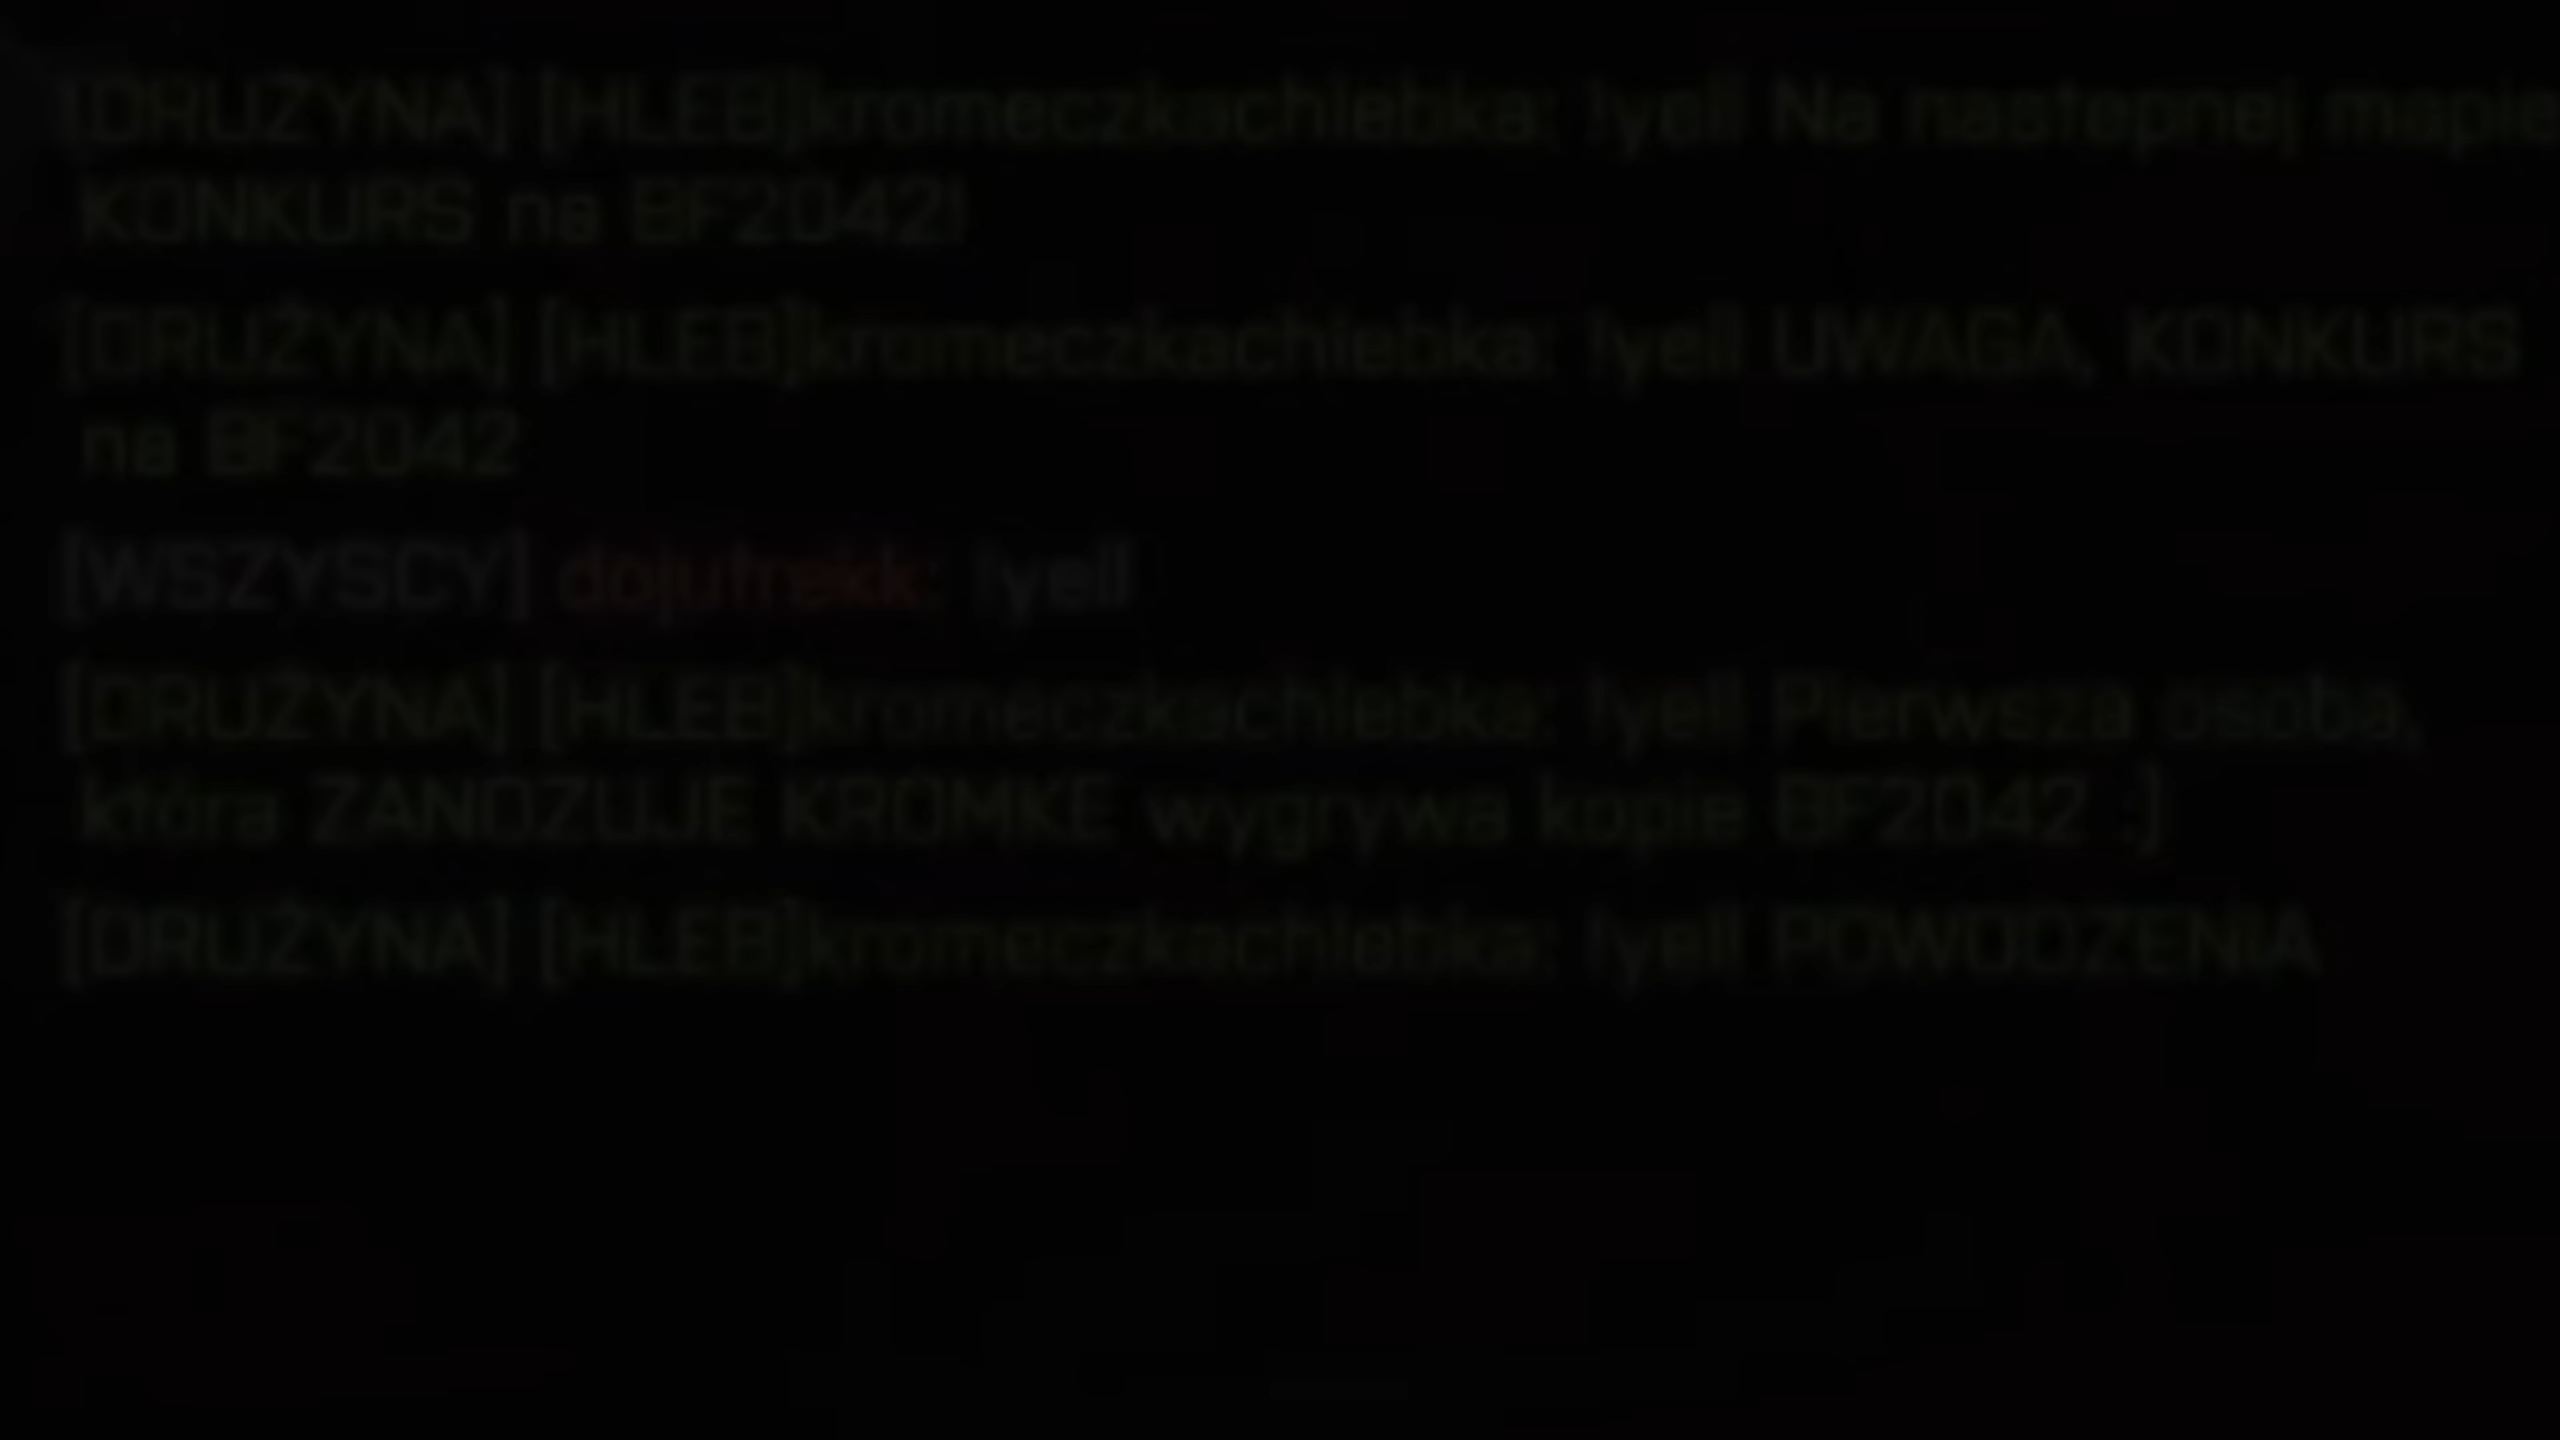 [DRUŻYNA] [HLEB]kromeczkachlebka: !yell Na nastepnej mapie
KONKURS na BF2042!
[DRUŻYNA] [HLEB]kromeczkachlebka: !yell UWAGA, KONKURS
na BF2042
[WSZYSCY] dojutrekk: !yell
[DRUŻYNA] [HLEB]kromeczkachlebka: !yell Pierwsza osoba,
która ZANOZUJE KROMKE wygrywa kopie BF2042 ;]
[DRUŻYNA] [HLEB]kromeczkachlebka: !yell POWODZENIA